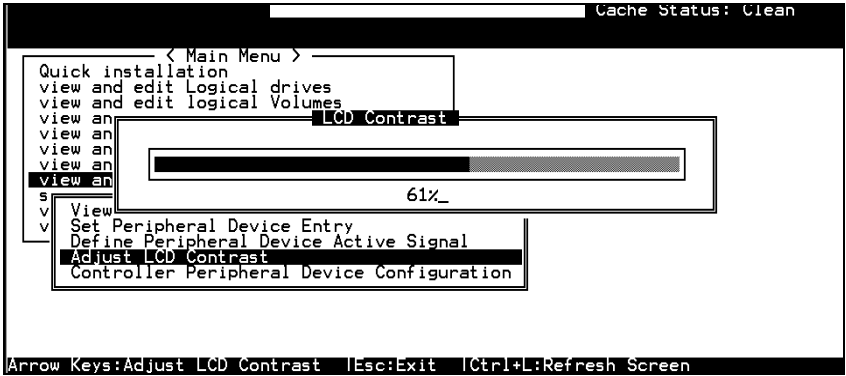 Cache Status: Clean
< Main Menu >
Quick installation
view and edit Logical drives
view and edit logical Volumes
view an
view an
view an
view an
view an
s
v
v
LCD Contrast
61%_
View
Set Peripheral Device Entry
Define Peripheral Device Active Signal
Adjust LCD Contrast
Controller Peripheral Device Configuration
Arrow Keys:Adjust LCD Contrast |Esc:Exit |Ctrl+L:Refresh Screen